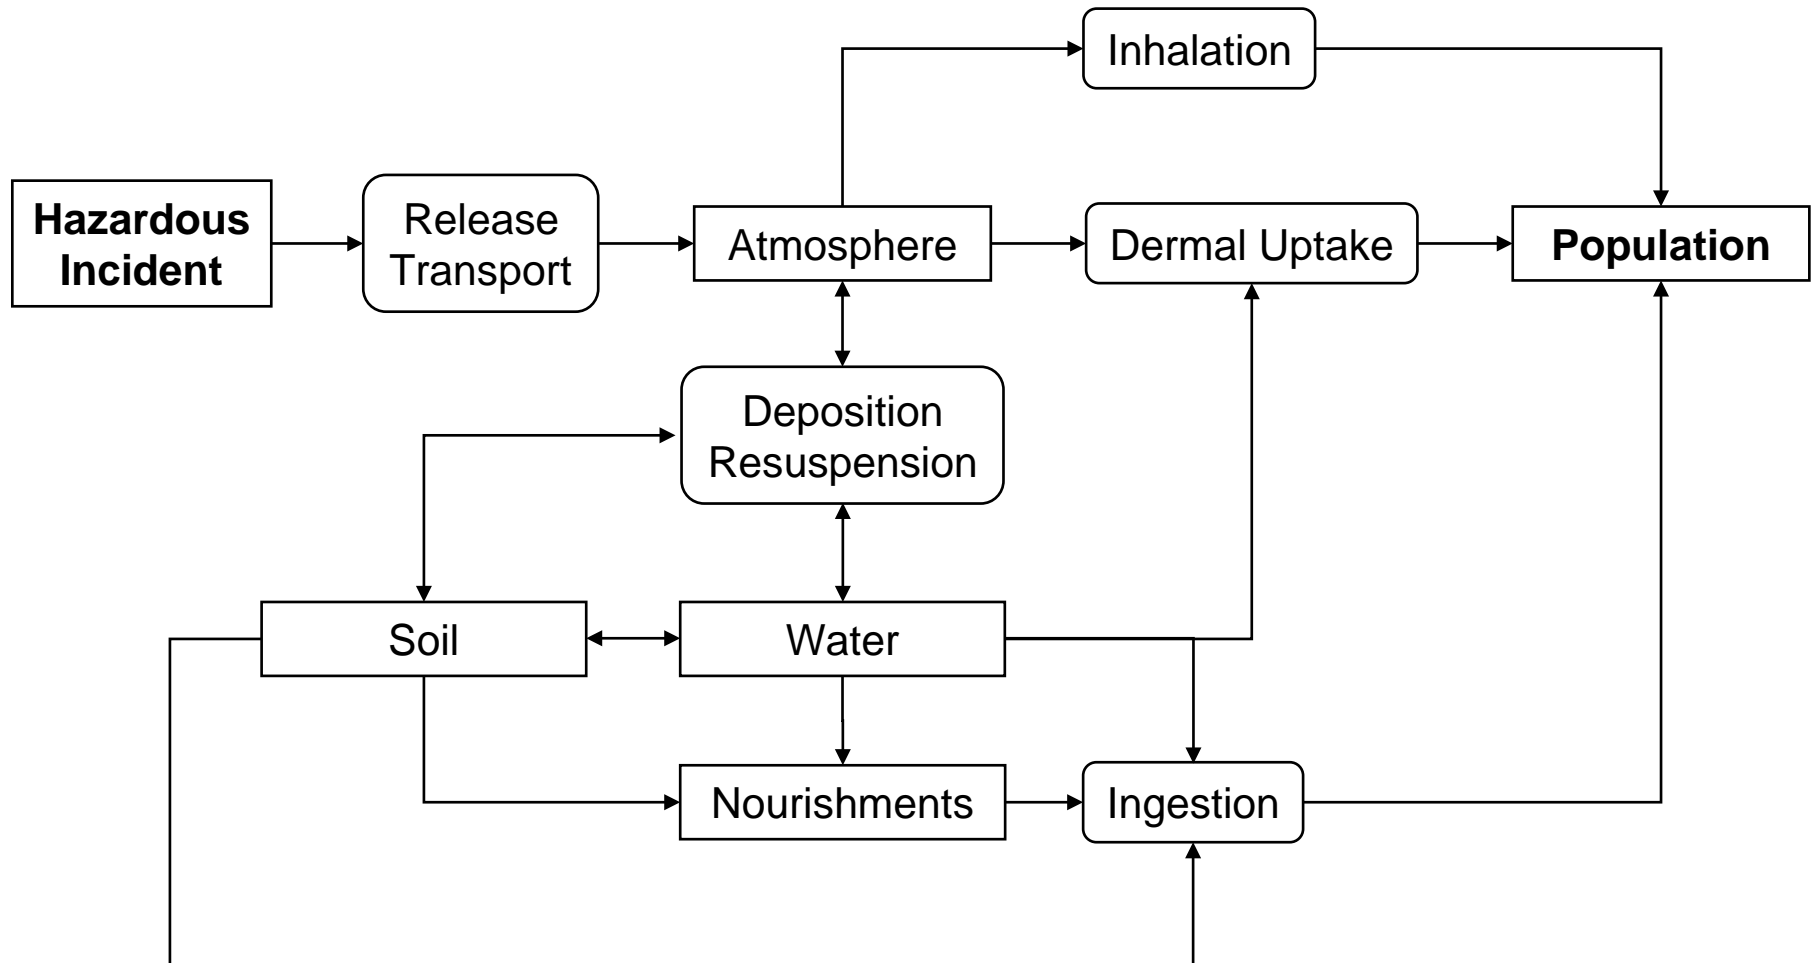 Inhalation
Hazardous
Incident
Release
Transport
Atmosphere
Dermal Uptake
Population
Deposition
Resuspension
Soil
Water
Nourishments
Ingestion